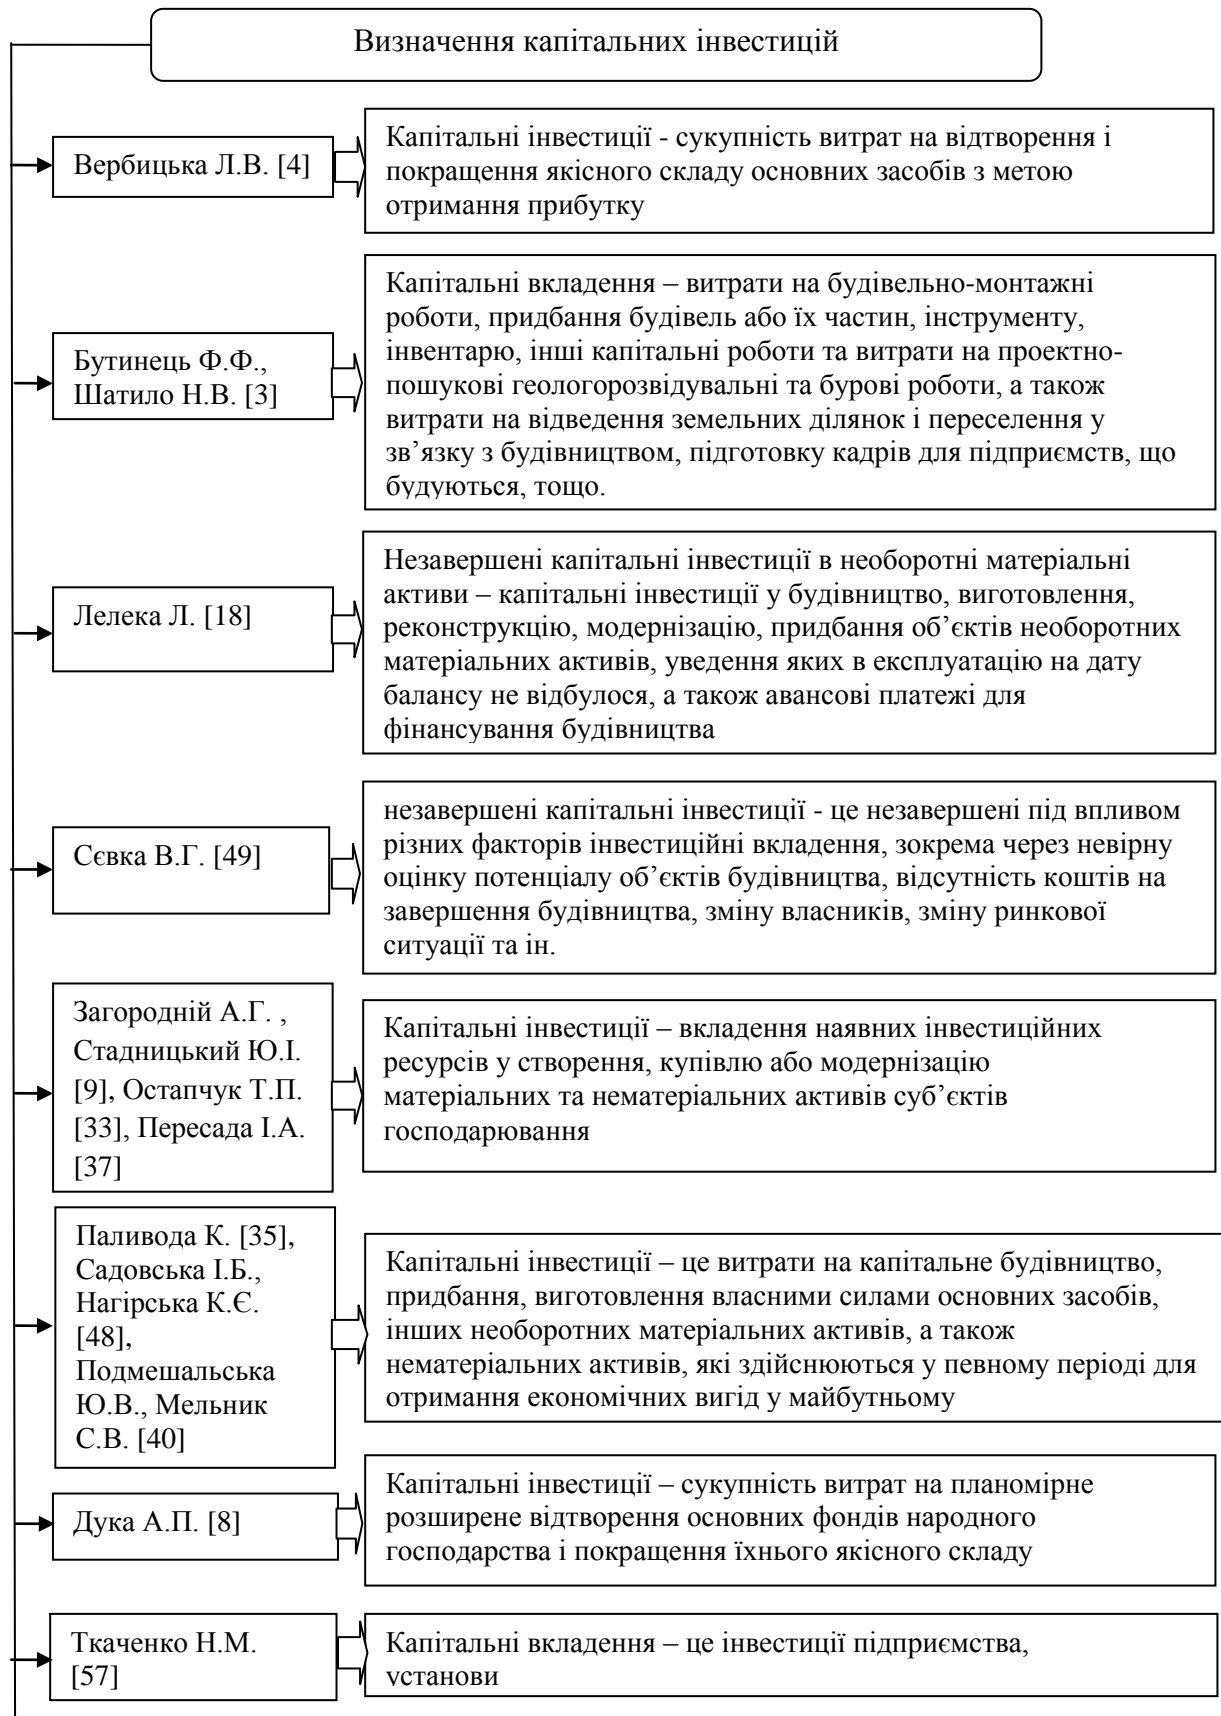 Визначення капітальних інвестицій
Вербицька Л.В. [4]
Капітальні інвестиції - сукупність витрат на відтворення і
покращення якісного складу основних засобів з метою
отримання прибутку
Бутинець Ф.Ф.,
Шатило Н.В. [3]
Капітальні вкладення – витрати на будівельно-монтажні
роботи, придбання будівель або їх частин, інструменту,
інвентарю, інші капітальні роботи та витрати на проектно-
пошукові геологорозвідувальні та бурові роботи, а також
витрати на відведення земельних ділянок і переселення у
зв’язку з будівництвом, підготовку кадрів для підприємств, що
будуються, тощо.
Лелека Л. [18]
Незавершені капітальні інвестиції в необоротні матеріальні
активи – капітальні інвестиції у будівництво, виготовлення,
реконструкцію, модернізацію, придбання об’єктів необоротних
матеріальних активів, уведення яких в експлуатацію на дату
балансу не відбулося, а також авансові платежі для
фінансування будівництва
Сєвка В.Г. [49]
незавершені капітальні інвестиції - це незавершені під впливом
різних факторів інвестиційні вкладення, зокрема через невірну
оцінку потенціалу об’єктів будівництва, відсутність коштів на
завершення будівництва, зміну власників, зміну ринкової
ситуації та ін.
Загородній А.Г. ,
Стадницький Ю.І.
[9], Остапчук Т.П.
[33], Пересада І.А.
[37]
Капітальні інвестиції – вкладення наявних інвестиційних
ресурсів у створення, купівлю або модернізацію
матеріальних та нематеріальних активів суб’єктів
господарювання
Паливода К. [35],
Садовська І.Б.,
Нагірська К.Є.
[48],
Подмешальська
Ю.В., Мельник
С.В. [40]
Капітальні інвестиції – це витрати на капітальне будівництво,
придбання, виготовлення власними силами основних засобів,
інших необоротних матеріальних активів, а також
нематеріальних активів, які здійснюються у певному періоді для
отримання економічних вигід у майбутньому
Дука А.П. [8]
Капітальні інвестиції – сукупність витрат на планомірне
розширене відтворення основних фондів народного
господарства і покращення їхнього якісного складу
Ткаченко Н.М.
[57]
Капітальні вкладення – це інвестиції підприємства,
установи